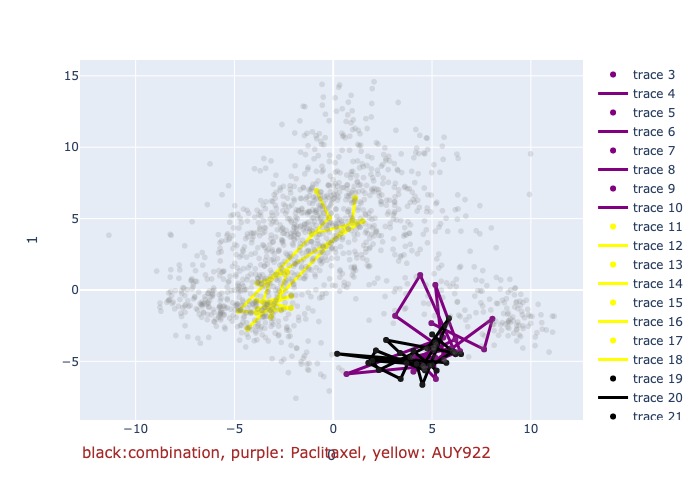 15
10
5
0
−5
−10
−5
0
5
10
1
black:combination, purple: Paclitaxel, yellow: AUY922
trace 3
trace 4
trace 5
trace 6
trace 7
trace 8
trace 9
trace 10
trace 11
trace 12
trace 13
trace 14
trace 15
trace 16
trace 17
trace 18
trace 19
trace 20
trace 21